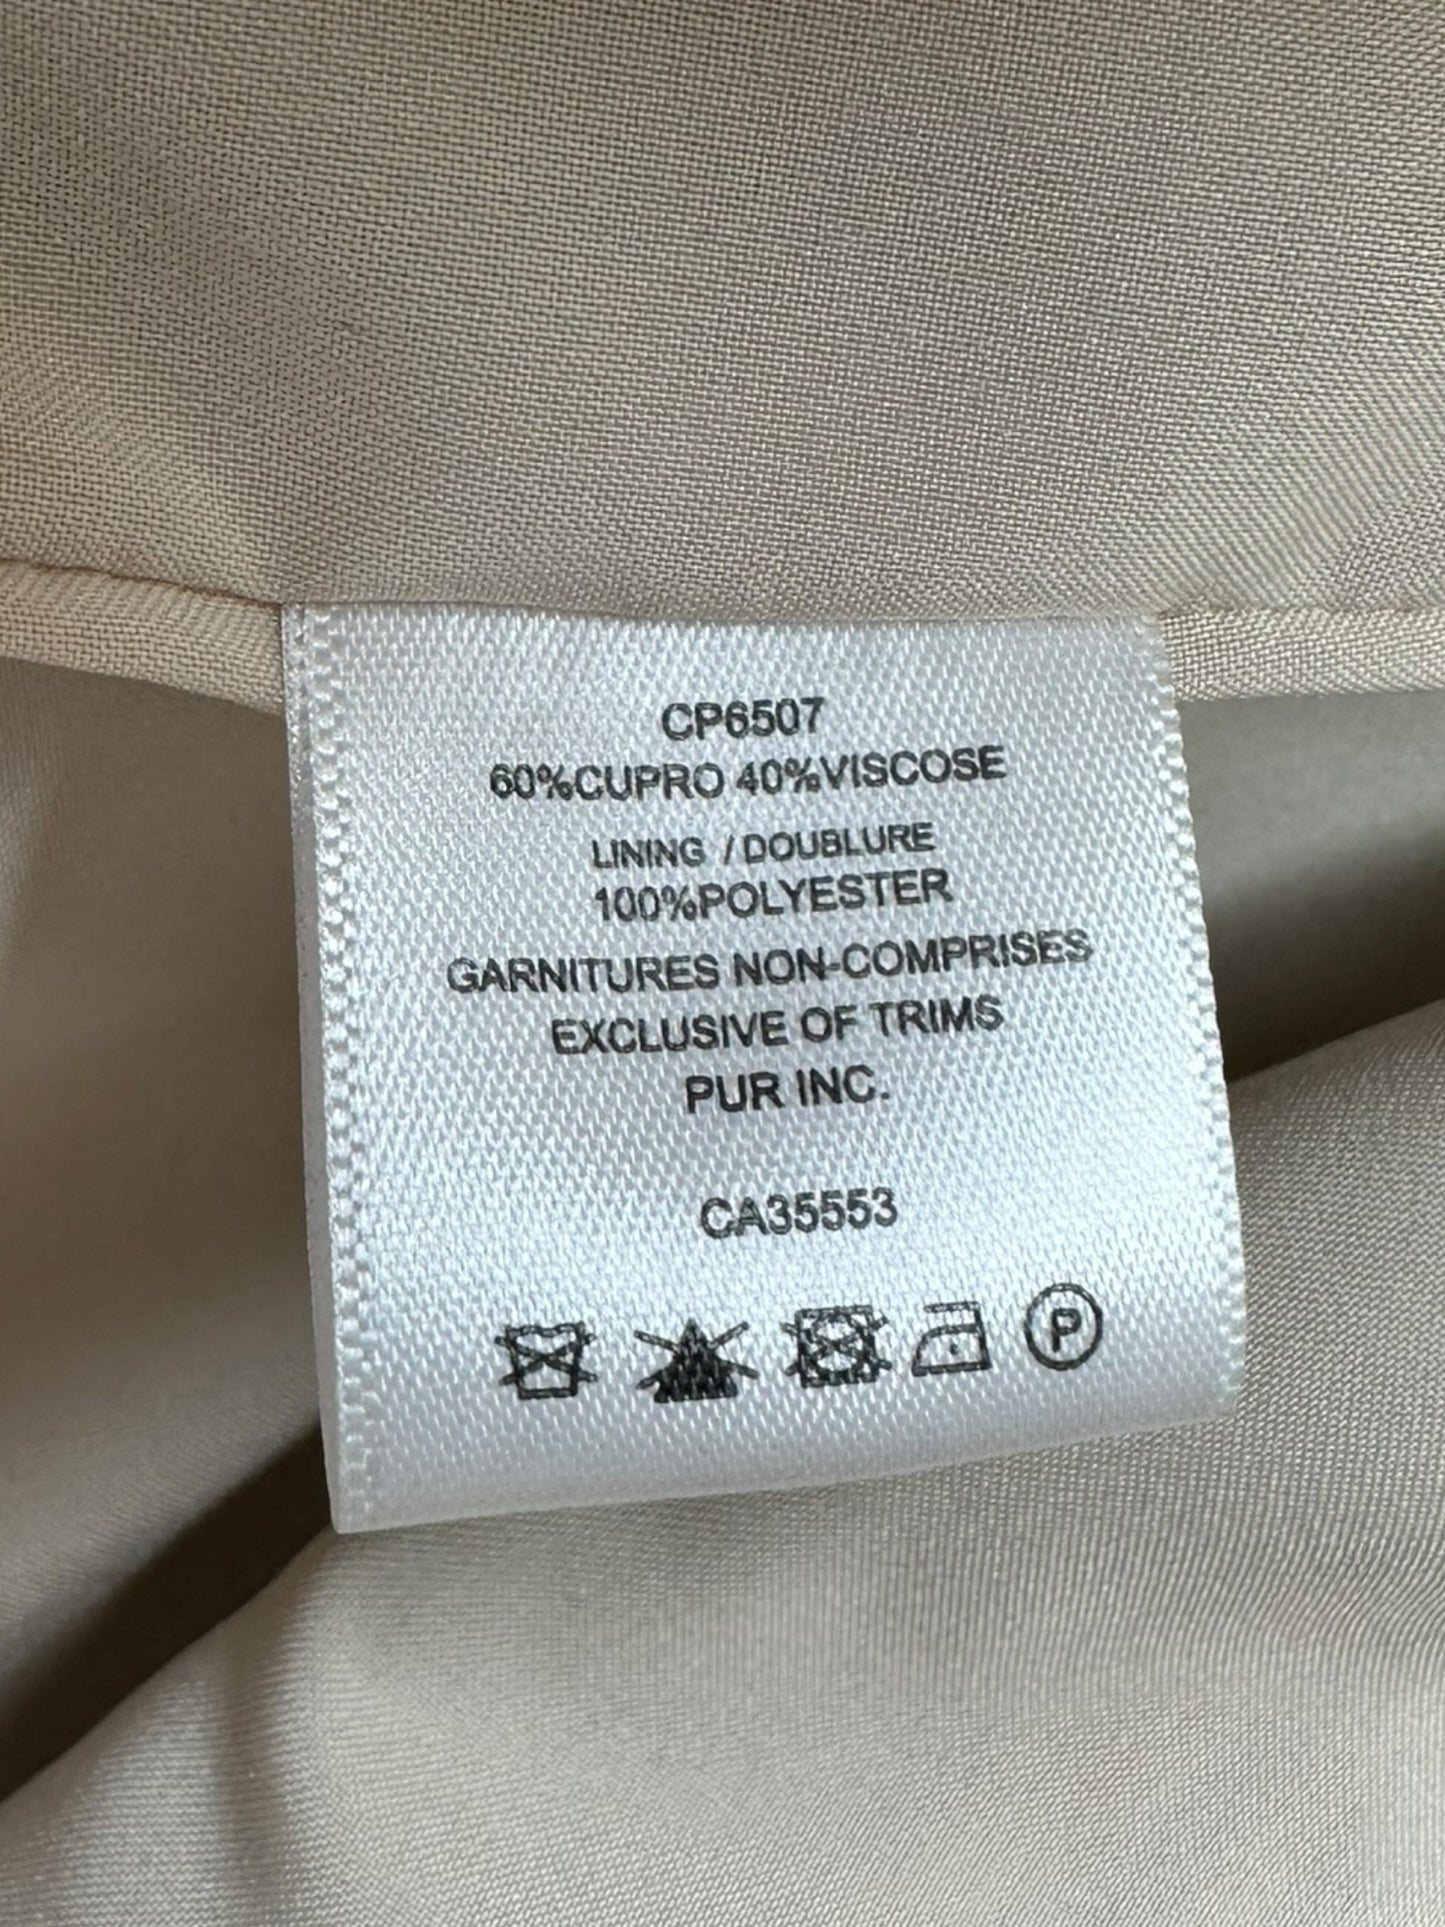 CP6507
60%CUPRO 40%VISCOSE
LINING / DOUBLURE
100%POLYESTER
GARNITURES NON-COMPRISES
EXCLUSIVE OF TRIMS
PUR INC.
CA35553
P